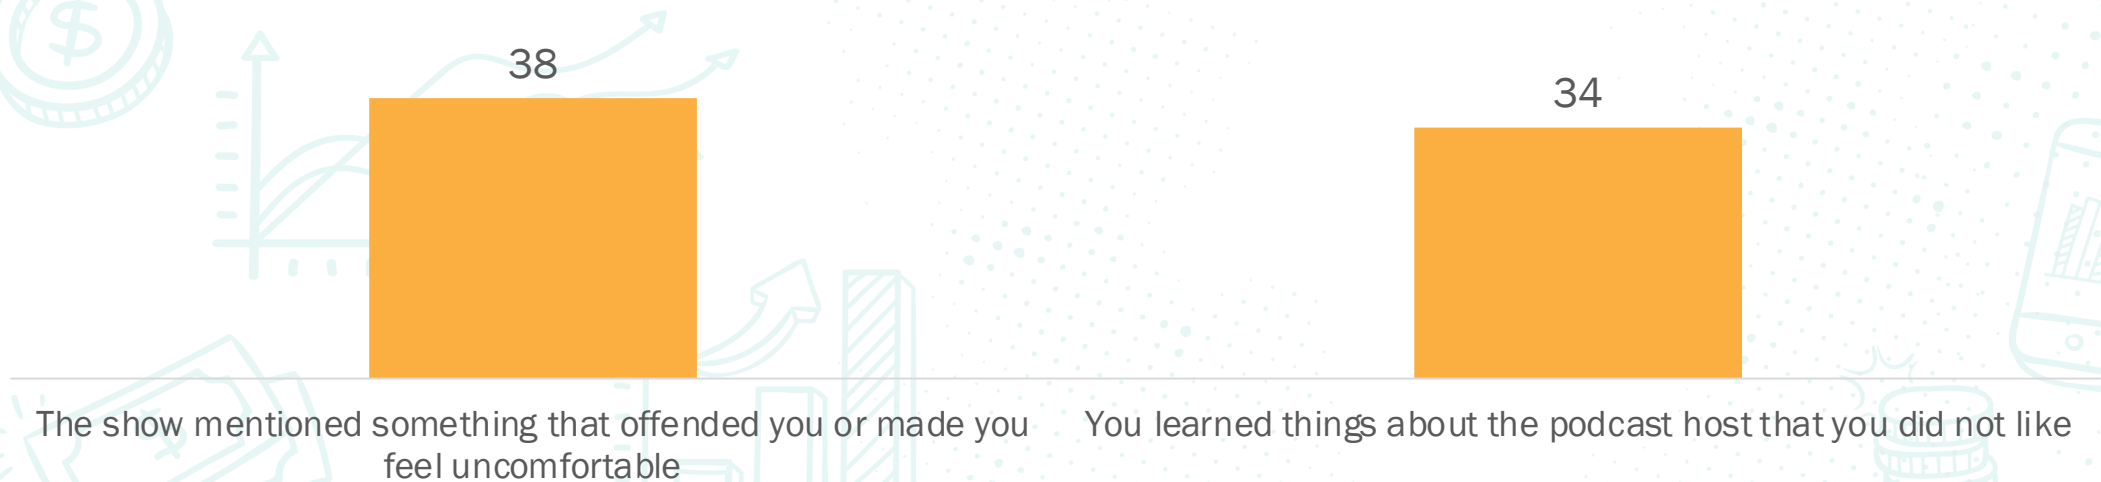 38
34
The show mentioned something that offended you or made you
feel uncomfortable
You learned things about the podcast host that you did not like